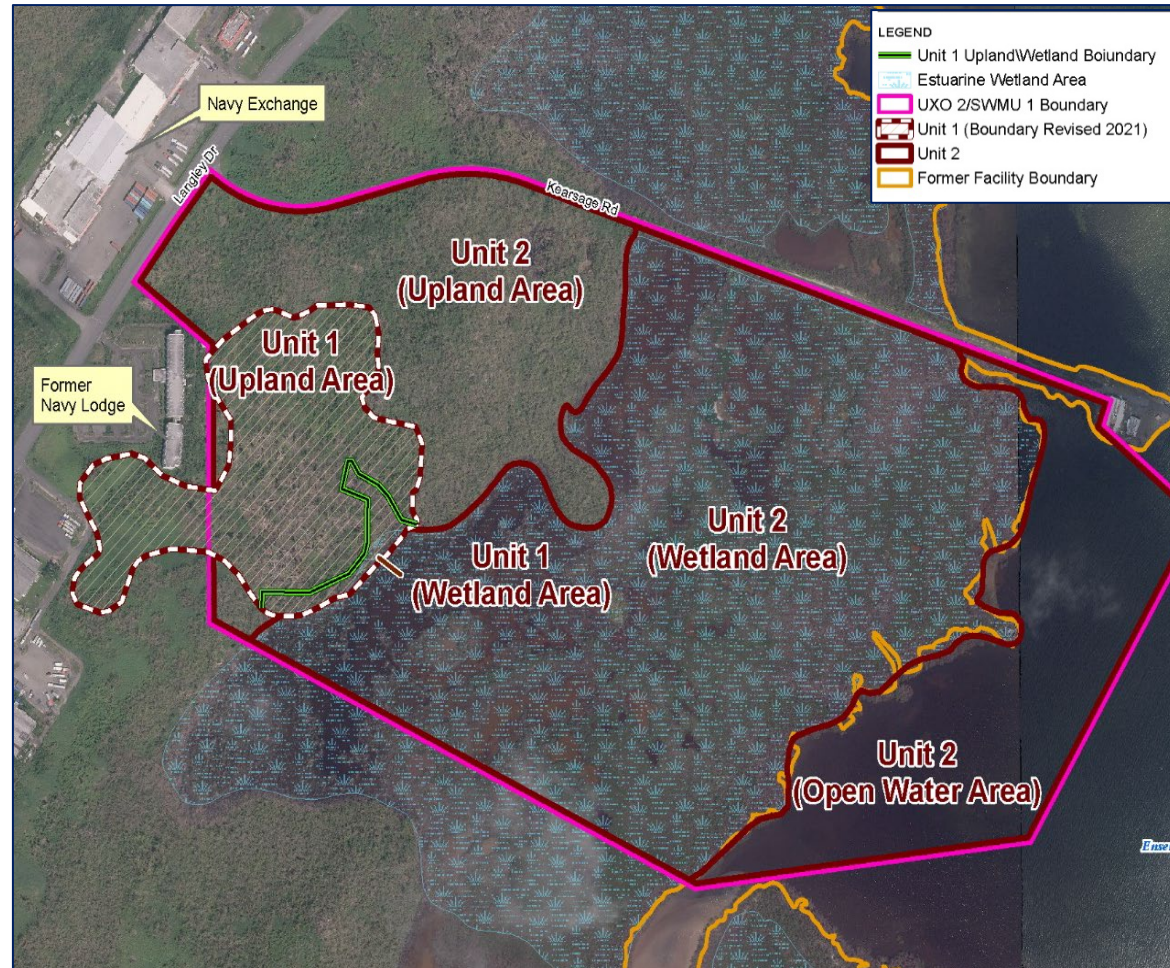 LEGEND
Unit 1 Upland\Wetland Boiundary
Estuarine Wetland Area
UXO 2/SWMU 1 Boundary
Unit 1 (Boundary Revised 2021)
Unit 2
Former Facility Boundary
Navy Exchange
Langley Dr
Kearsage Rd
Unit 2
(Upland Area)
Unit 1
(Upland Area)
Former
Navy Lodge
Unit 2
(Wetland Area)
Unit 1
(Wetland Area)
Unit 2
(Open Water Area)